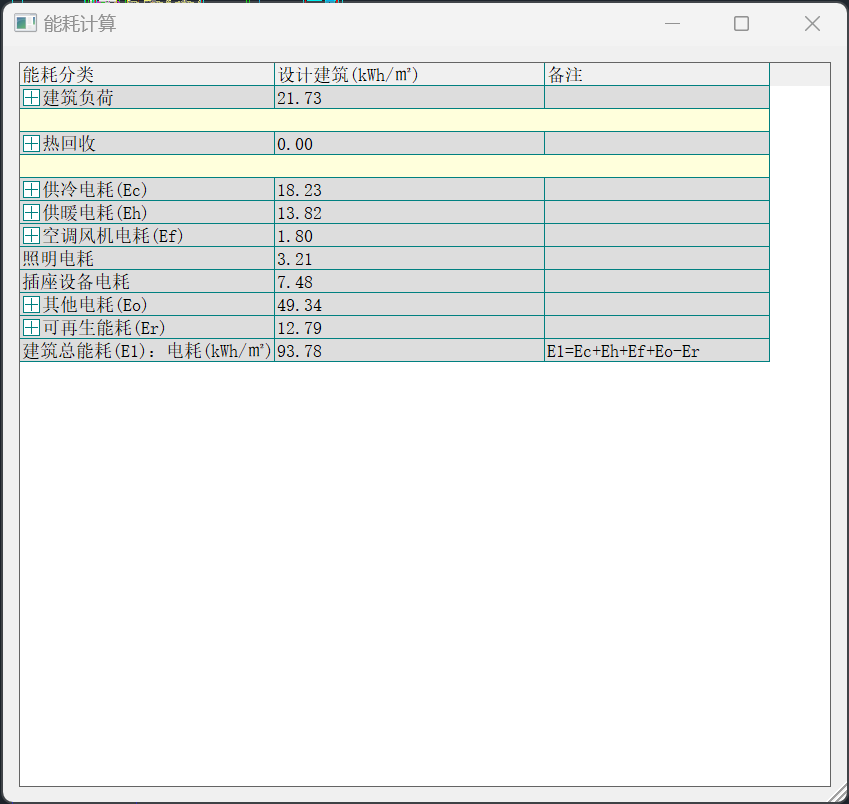 能耗计算
能耗分类 设计建筑(kWh/㎡) 备注
建筑负荷 21.73
热回收 0.00
供冷电耗(Ec) 18.23
供暖电耗(Eh) 13.82
空调风机电耗(Ef) 1.80
照明电耗 3.21
插座设备电耗 7.48
其他电耗(Eo) 49.34
可再生能耗(Er) 12.79
建筑总能耗(E1): 电耗(kWh/㎡) 93.78 E1=Ec+Eh+Ef+Eo-Er